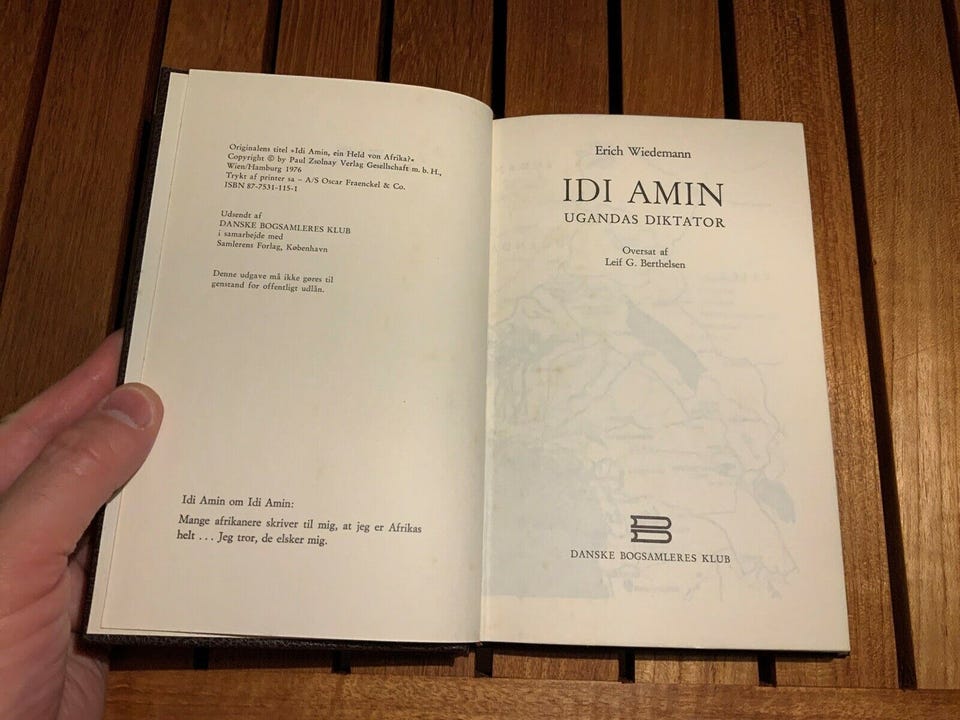 Originalens titel »Idi Amin, ein Held von Afrika?«
Copyright © by Paul Zsolnay Verlag Gesellschaft m. b. H.,
Wien/Hamburg 1976
Trykt af printer sa – A/S Oscar Fraenckel & Co.
ISBN 87-7531-115-1
Udsendt af
DANSKE BOGSAMLERES KLUB
i samarbejde med
Samlerens Forlag, København
Denne udgave må ikke gøres til
genstand for offentligt udlån.
Idi Amin om Idi Amin:
Mange afrikanere skriver til mig, at jeg er Afrikas
helt . . . Jeg tror, de elsker mig.
Erich Wiedemann
IDI AMIN
UGANDAS DIKTATOR
Oversat af
Leif G. Berthelsen
DANSKE BOGSAMLERES KLUB